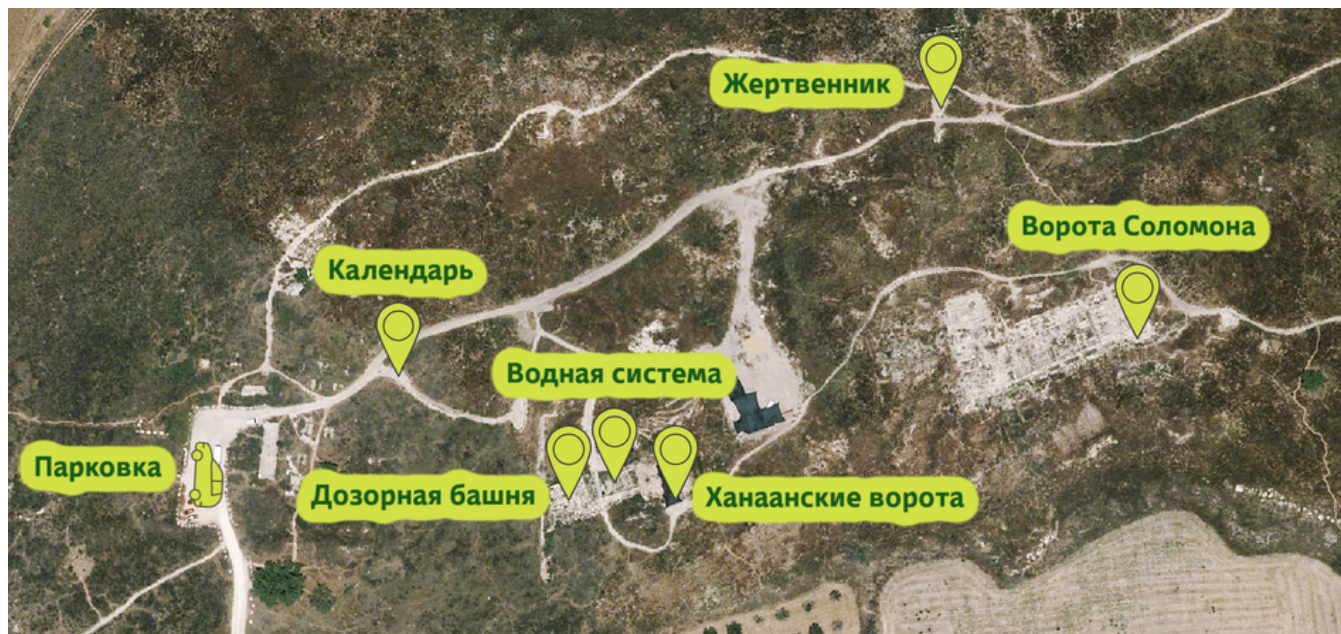 Жертвенник
Ворота Соломона
Календарь
Водная система
Парковка
Дозорная башня
Ханаанские ворота